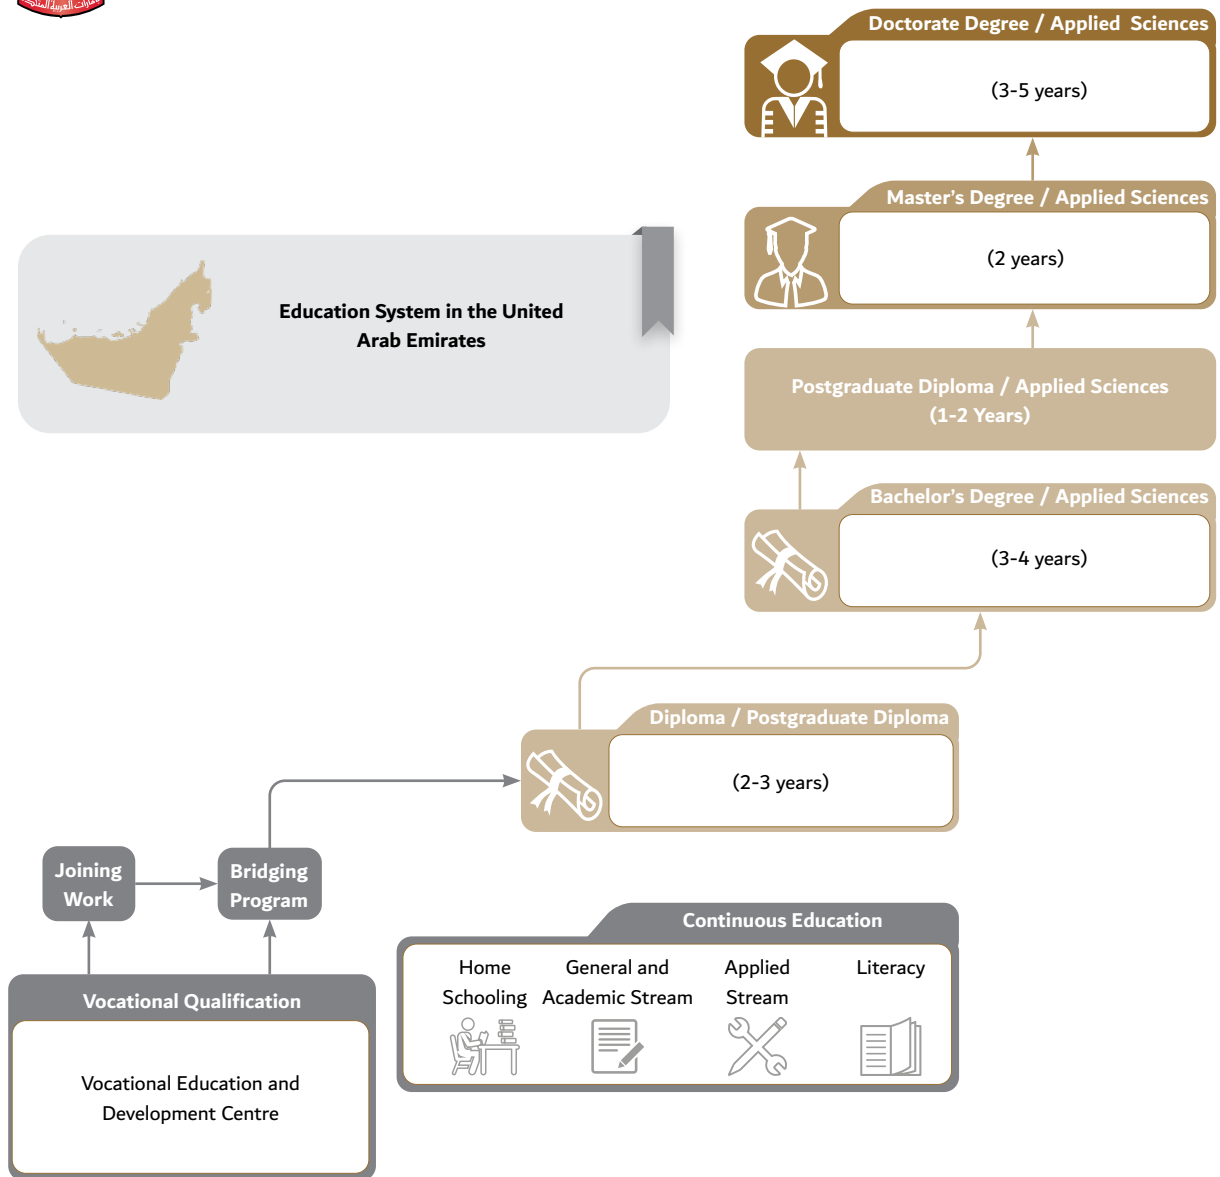 الإمارات العربية المتحدة
Doctorate Degree / Applied Sciences
(3-5 years)
Master's Degree / Applied Sciences
(2 years)
Education System in the United
Arab Emirates
Postgraduate Diploma / Applied Sciences
(1-2 Years)
Bachelor's Degree / Applied Sciences
(3-4 years)
Diploma / Postgraduate Diploma
(2-3 years)
Joining
Work
Bridging
Program
Continuous Education
Home
Schooling
General and
Academic Stream
Applied
Stream
Literacy
Vocational Qualification
Vocational Education and
Development Centre